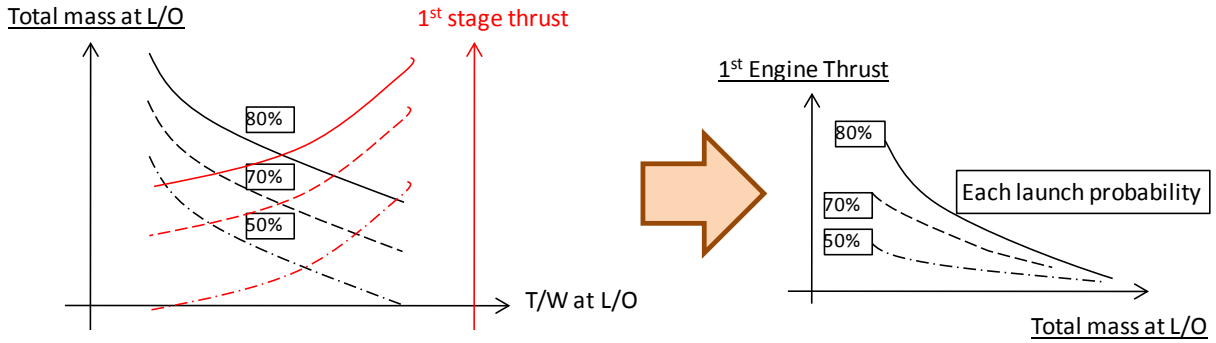 Total mass at L/O
1st stage thrust
80%
70%
50%
T/W at L/O
1st Engine Thrust
80%
70%
50%
Each launch probability
Total mass at L/O